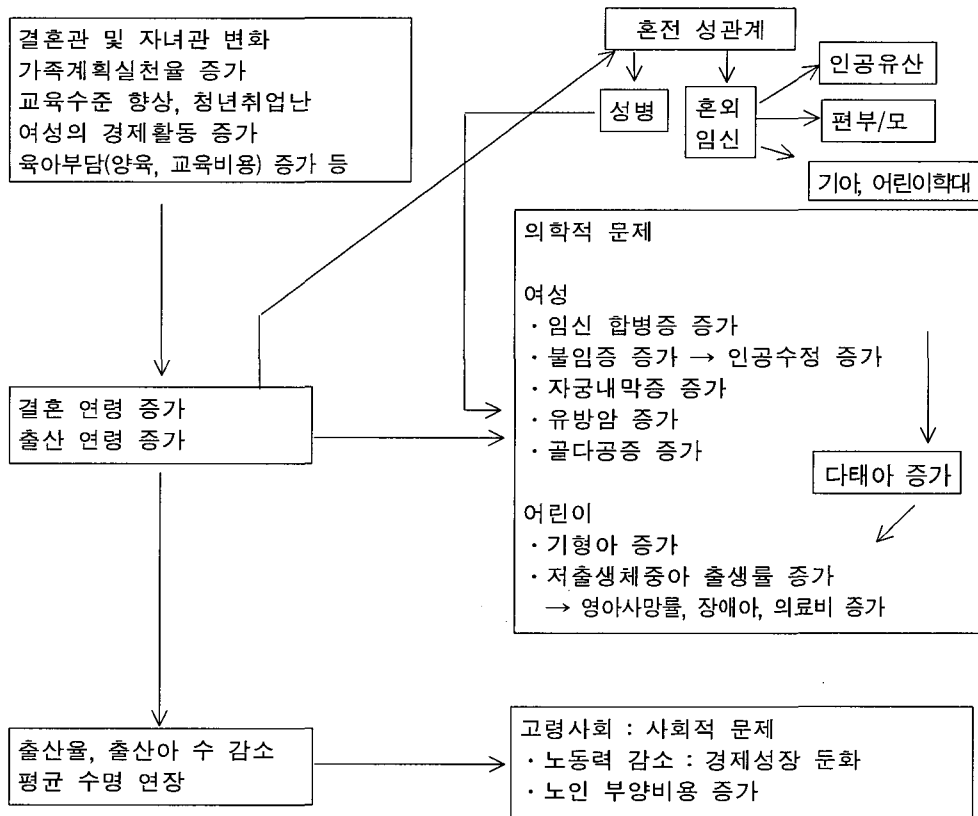 결혼관 및 자녀관 변화
가족계획실천율 증가
교육수준 향상, 청년취업난
여성의 경제활동 증가
육아부담(양육, 교육비용) 증가 등
혼전 성관계
성병
혼외
임신
인공유산
편부/모
기아, 어린이학대
결혼 연령 증가
출산 연령 증가
의학적 문제
여성
· 임신 합병증 증가
· 불임증 증가 → 인공수정 증가
· 자궁내막증 증가
· 유방암 증가
· 골다공증 증가
다태아 증가
어린이
· 기형아 증가
· 저출생체중아 출생률 증가
→ 영아사망률, 장애아, 의료비 증가
출산율, 출산아 수 감소
평균 수명 연장
고령사회 : 사회적 문제
· 노동력 감소 : 경제성장 둔화
· 노인 부양비용 증가